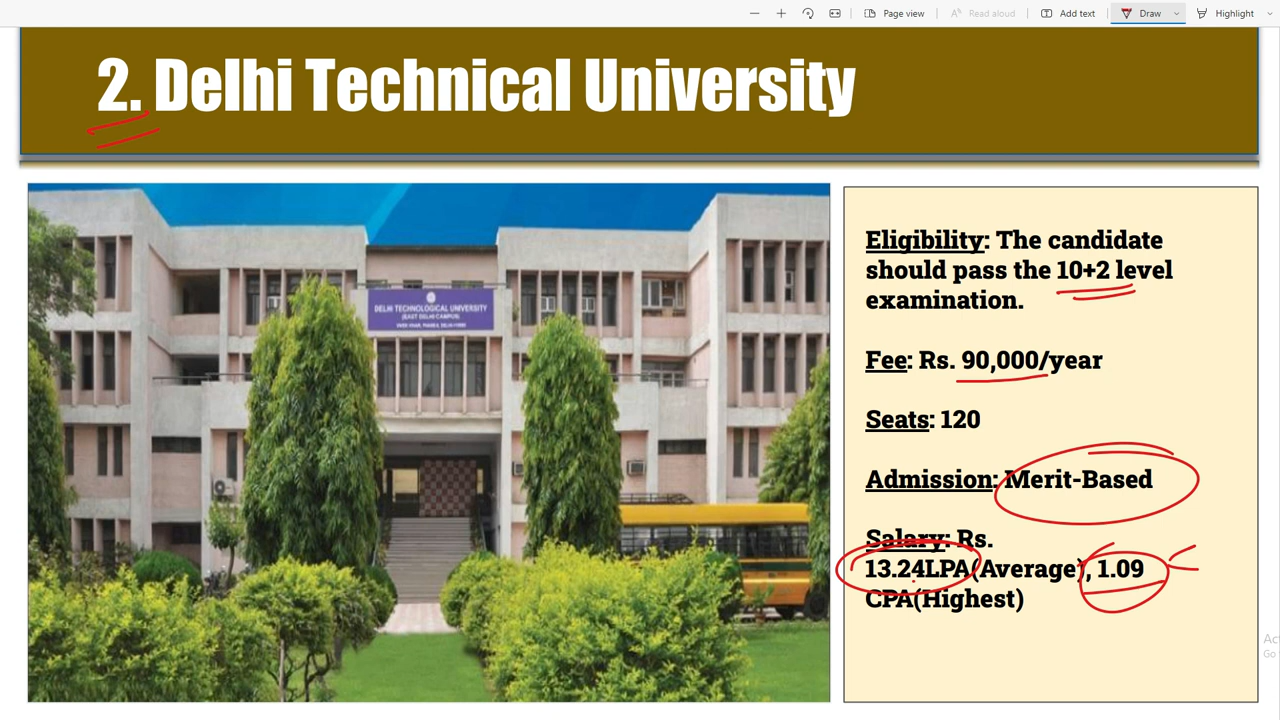 Page view
Read aloud
Add text
Draw
Highlight
2. Delhi Technical University
DELHI TECHNOLOGICAL UNIVERSITY
(EAST DELHI CAMPUS)
Eligibility: The candidate
should pass the 10+2 level
examination.
Fee: Rs. 90,000/year
Seats: 120
Admission: Merit-Based
Salary: Rs.
13.24LPA(Average), 1.09
CPA(Highest)